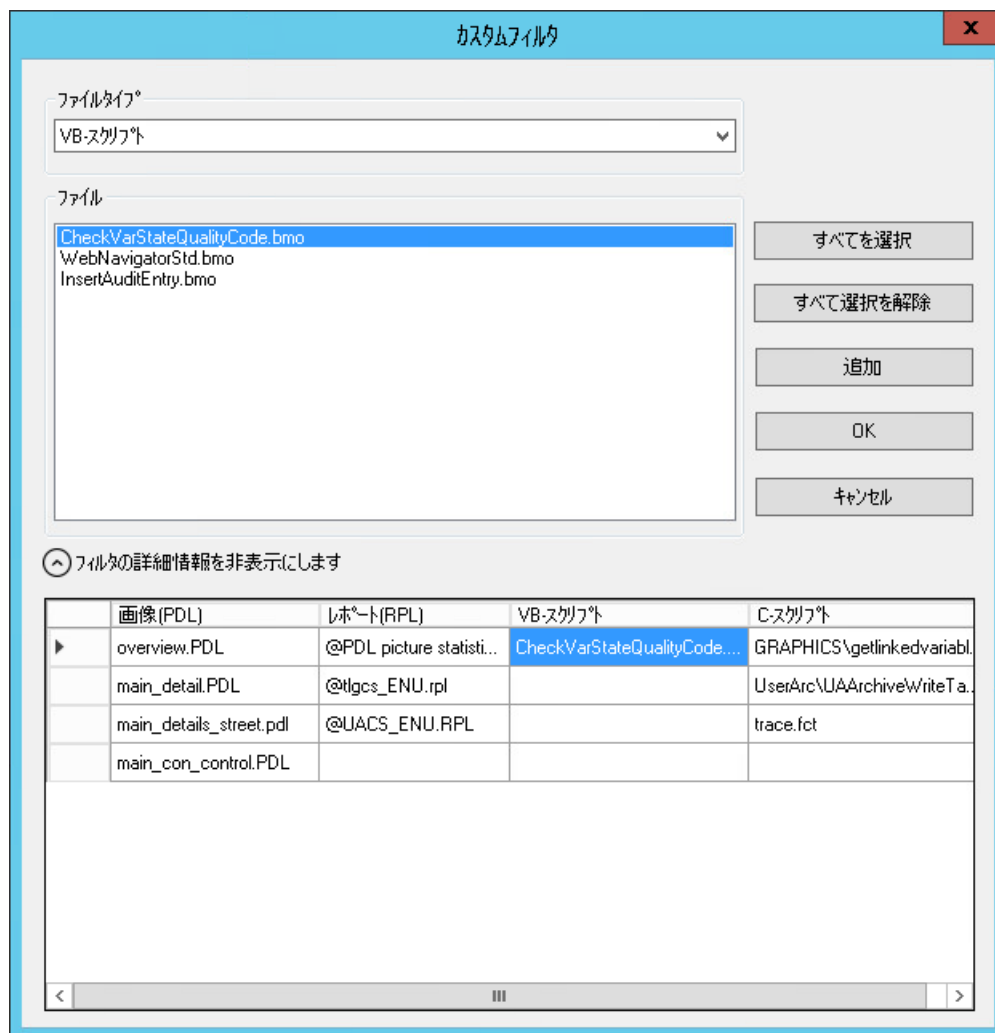 カスタムフィルタ
x
ファイルタイプ
VB-スクリプト
ファイル
CheckVarStateQualityCode.bmo
WebNavigatorStd.bmo
InsertAuditEntry.bmo
すべてを選択
すべて選択を解除
追加
OK
キャンセル
フィルタの詳細情報を非表示にします
画像(PDL) レポート(RPL) VB-スクリプト C-スクリプト
overview.PDL @PDL picture statisti... CheckVarStateQualityCode.... GRAPHICS\getlinkedvariabl.
main_detail.PDL @tlgcs_ENU.rpl UserArc\UAArchiveWriteTa.
main_details_street.pdl @UACS_ENU.RPL trace.fct
main_con_control.PDL